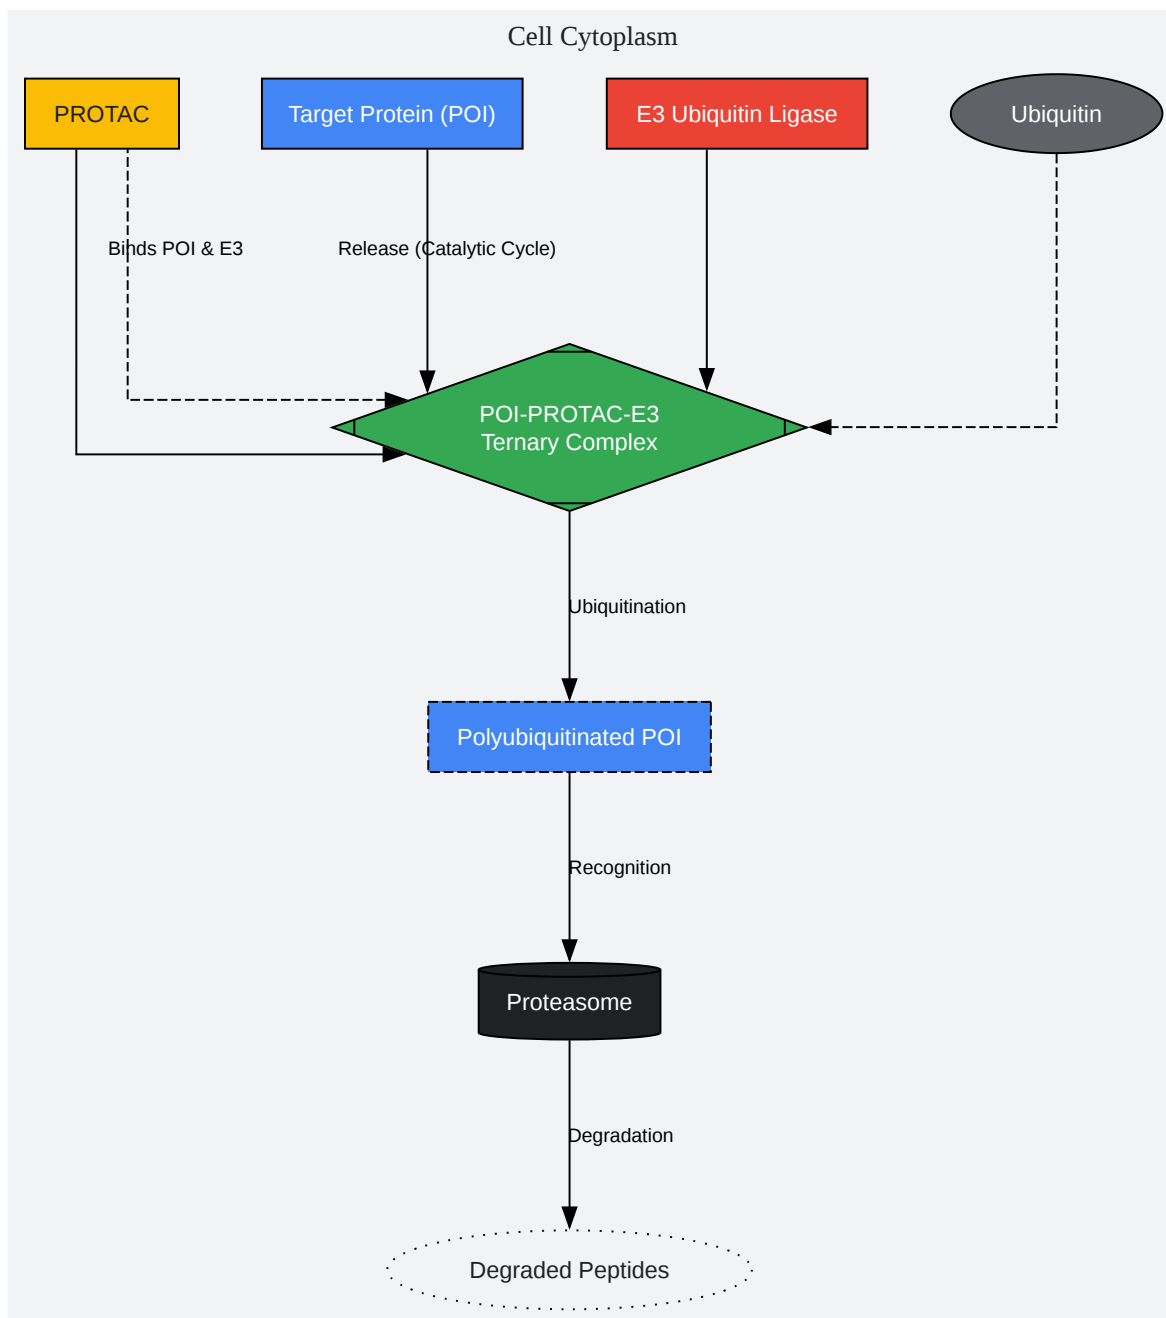 Cell Cytoplasm
PROTAC
Target Protein (POI)
E3 Ubiquitin Ligase
Ubiquitin
Binds POI & E3
Release (Catalytic Cycle)
POI-PROTAC-E3
Ternary Complex
Ubiquitination
Polyubiquitinated POI
Recognition
Proteasome
Degradation
Degraded Peptides